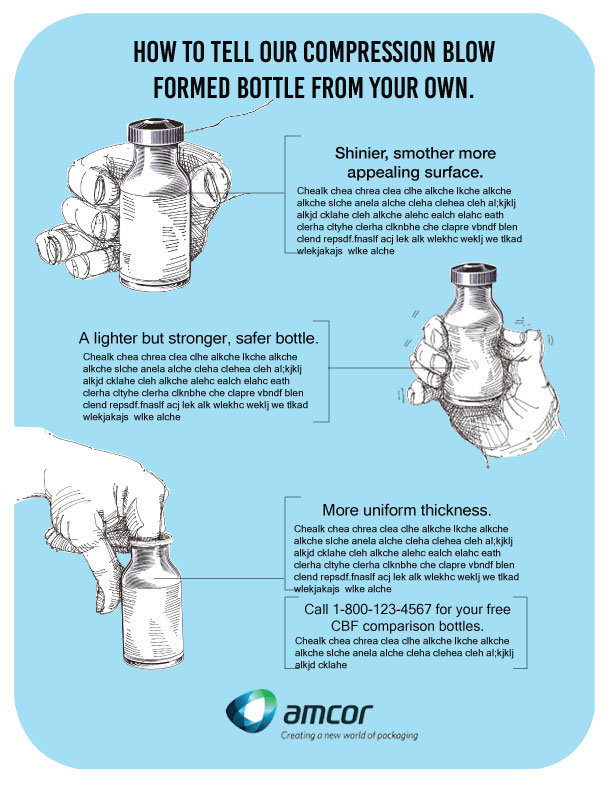 HOW TO TELL OUR COMPRESSION BLOW
FORMED BOTTLE FROM YOUR OWN.
Shinier, smother more
appealing surface.
Chealk chea chrea clea clhe alkche lkche alkche
alkche slche anela alche cleha clehea cleh al;kjklj
alkjd cklahe cleh alkche alehc ealch elahc eath
clerha cltyhe clerha clknbhe che clapre vbndf blen
clend repsdf.fnaslf acj lek alk wlekhc weklj we tlkad
wlekjakajs wlke alche
A lighter but stronger, safer bottle.
Chealk chea chrea clea clhe alkche lkche alkche
alkche slche anela alche cleha clehea cleh al;kjklj
alkjd cklahe cleh alkche alehc ealch elahc eath
clerha cltyhe clerha clknbhe che clapre vbndf blen
clend repsdf.fnaslf acj lek alk wlekhc weklj we tlkad
wlekjakajs wlke alche
More uniform thickness.
Chealk chea chrea clea clhe alkche lkche alkche
alkche slche anela alche cleha clehea cleh al;kjklj
alkjd cklahe cleh alkche alehc ealch elahc eath
clerha cltyhe clerha clknbhe che clapre vbndf blen
clend repsdf.fnaslf acj lek alk wlekhc weklj we tlkad
wlekjakajs wlke alche
Call 1-800-123-4567 for your free
CBF comparison bottles.
Chealk chea chrea clea clhe alkche lkche alkche
alkche slche anela alche cleha clehea cleh al;kjklj
alkjd cklahe
amcor
Creating a new world of packaging